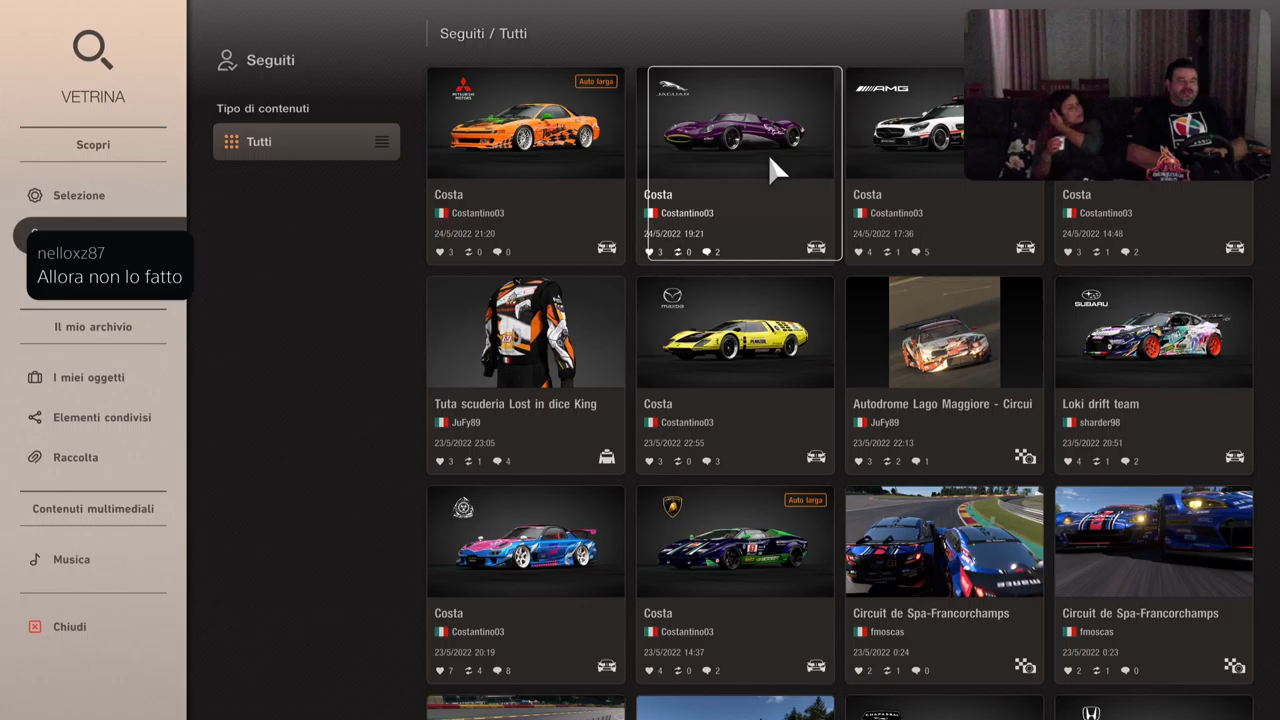 VETRINA
Scopri
Selezione
nelloxz87
Allora non lo fatto
Il mio archivio
I miei oggetti
Elementi condivisi
Raccolta
Contenuti multimediali
Musica
Chiudi
Seguiti
Tipo di contenuti
Tutti
Seguiti / Tutti
MITSUBISHI
MOTORS
Auto larga
Costa
Costantino03
24/5/2022 21:20
3 0 0
JAGUAR
Costa
Costantino03
24/5/2022 19:21
3 0 2
AMG
Costa
Costantino03
24/5/2022 17:36
4 1 5
Costa
Costantino03
24/5/2022 14:48
3 1 2
Tuta scuderia Lost in dice King
JuFy89
23/5/2022 23:05
3 1 4
mazda
Costa
Costantino03
23/5/2022 22:55
3 0 3
Autodrome Lago Maggiore - Circui
JuFy89
23/5/2022 22:13
3 2 1
SUBARU
Loki drift team
sharder98
23/5/2022 20:51
4 1 2
Costa
Costantino03
23/5/2022 20:19
7 4 8
Auto larga
Costa
Costantino03
23/5/2022 14:37
4 0 2
Circuit de Spa-Francorchamps
fmoscas
23/5/2022 0:24
2 1 0
Circuit de Spa-Francorchamps
fmoscas
23/5/2022 0:23
2 1 0
CHAPARRAL